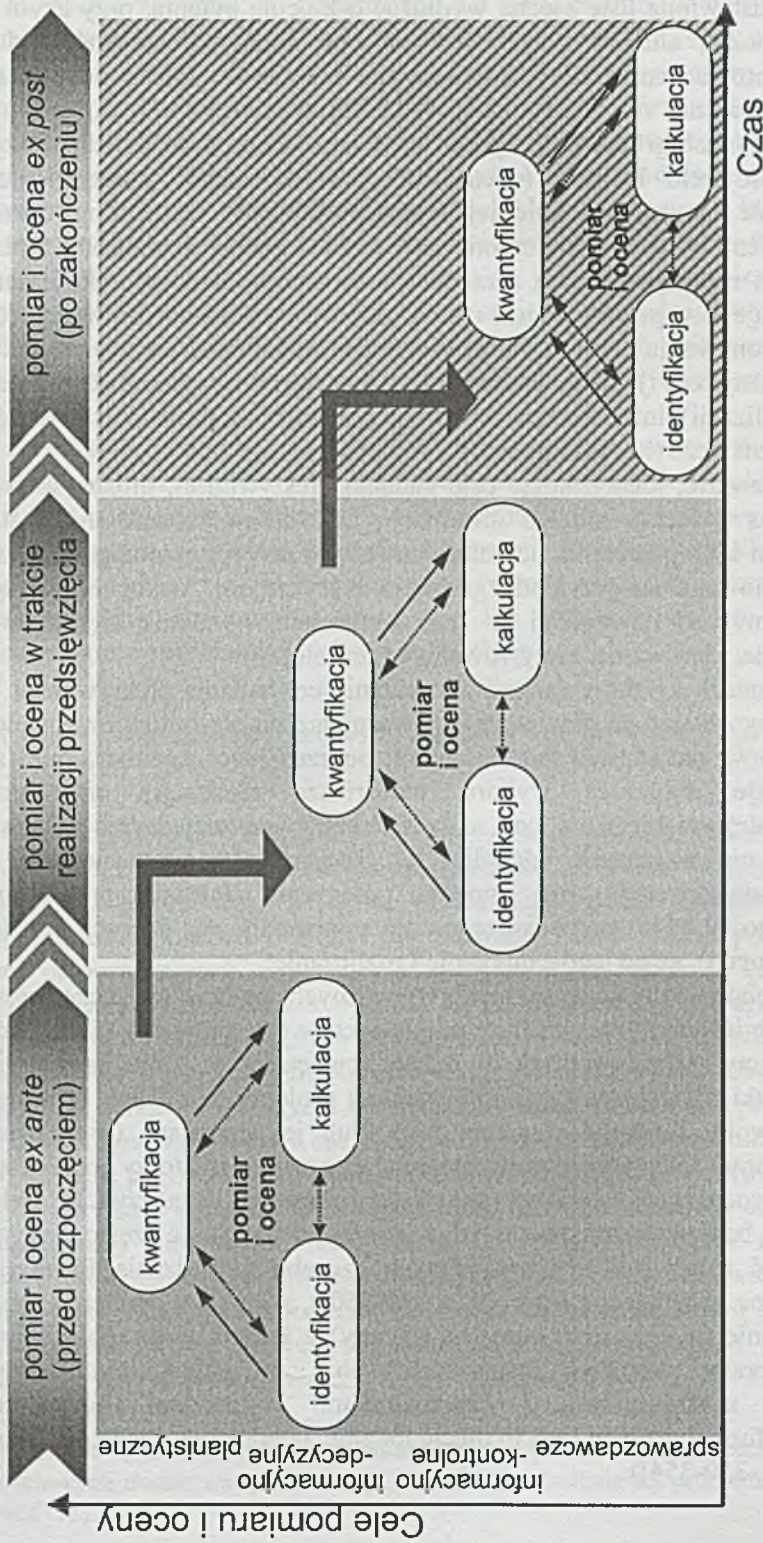 pomiar i ocena ex ante
(przed rozpoczęciem)
pomiar i ocena w trakcie
realizacji przedsięwzięcia
pomiar i ocena ex post
(po zakończeniu)
Cele pomiaru i oceny
planistyczne
informacyjno
-decyzyjne
informacyjno
-kontrolne
sprawozdawcze
kwantyfikacja
pomiar
i ocena
identyfikacja
kalkulacja
kwantyfikacja
pomiar
i ocena
identyfikacja
kalkulacja
kwantyfikacja
pomiar
i ocena
identyfikacja
kalkulacja
Czas